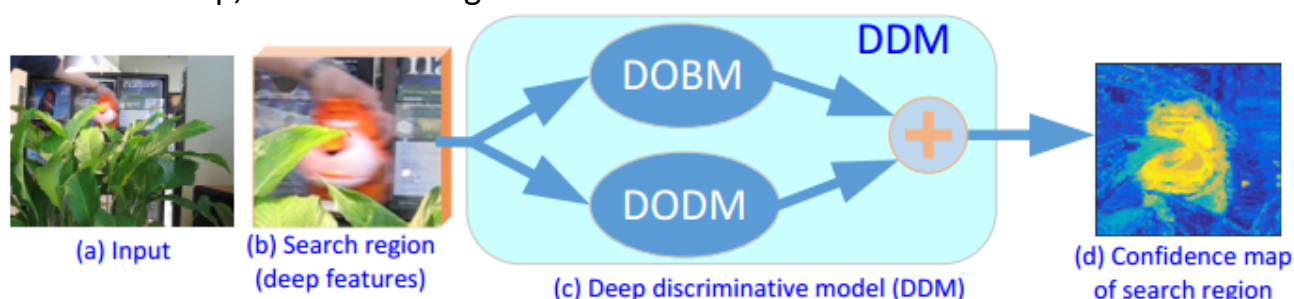 DDM
DOBM
DODM
(a) Input
(b) Search region
(deep features)
(c) Deep discriminative model (DDM)
(d) Confidence map
of search region